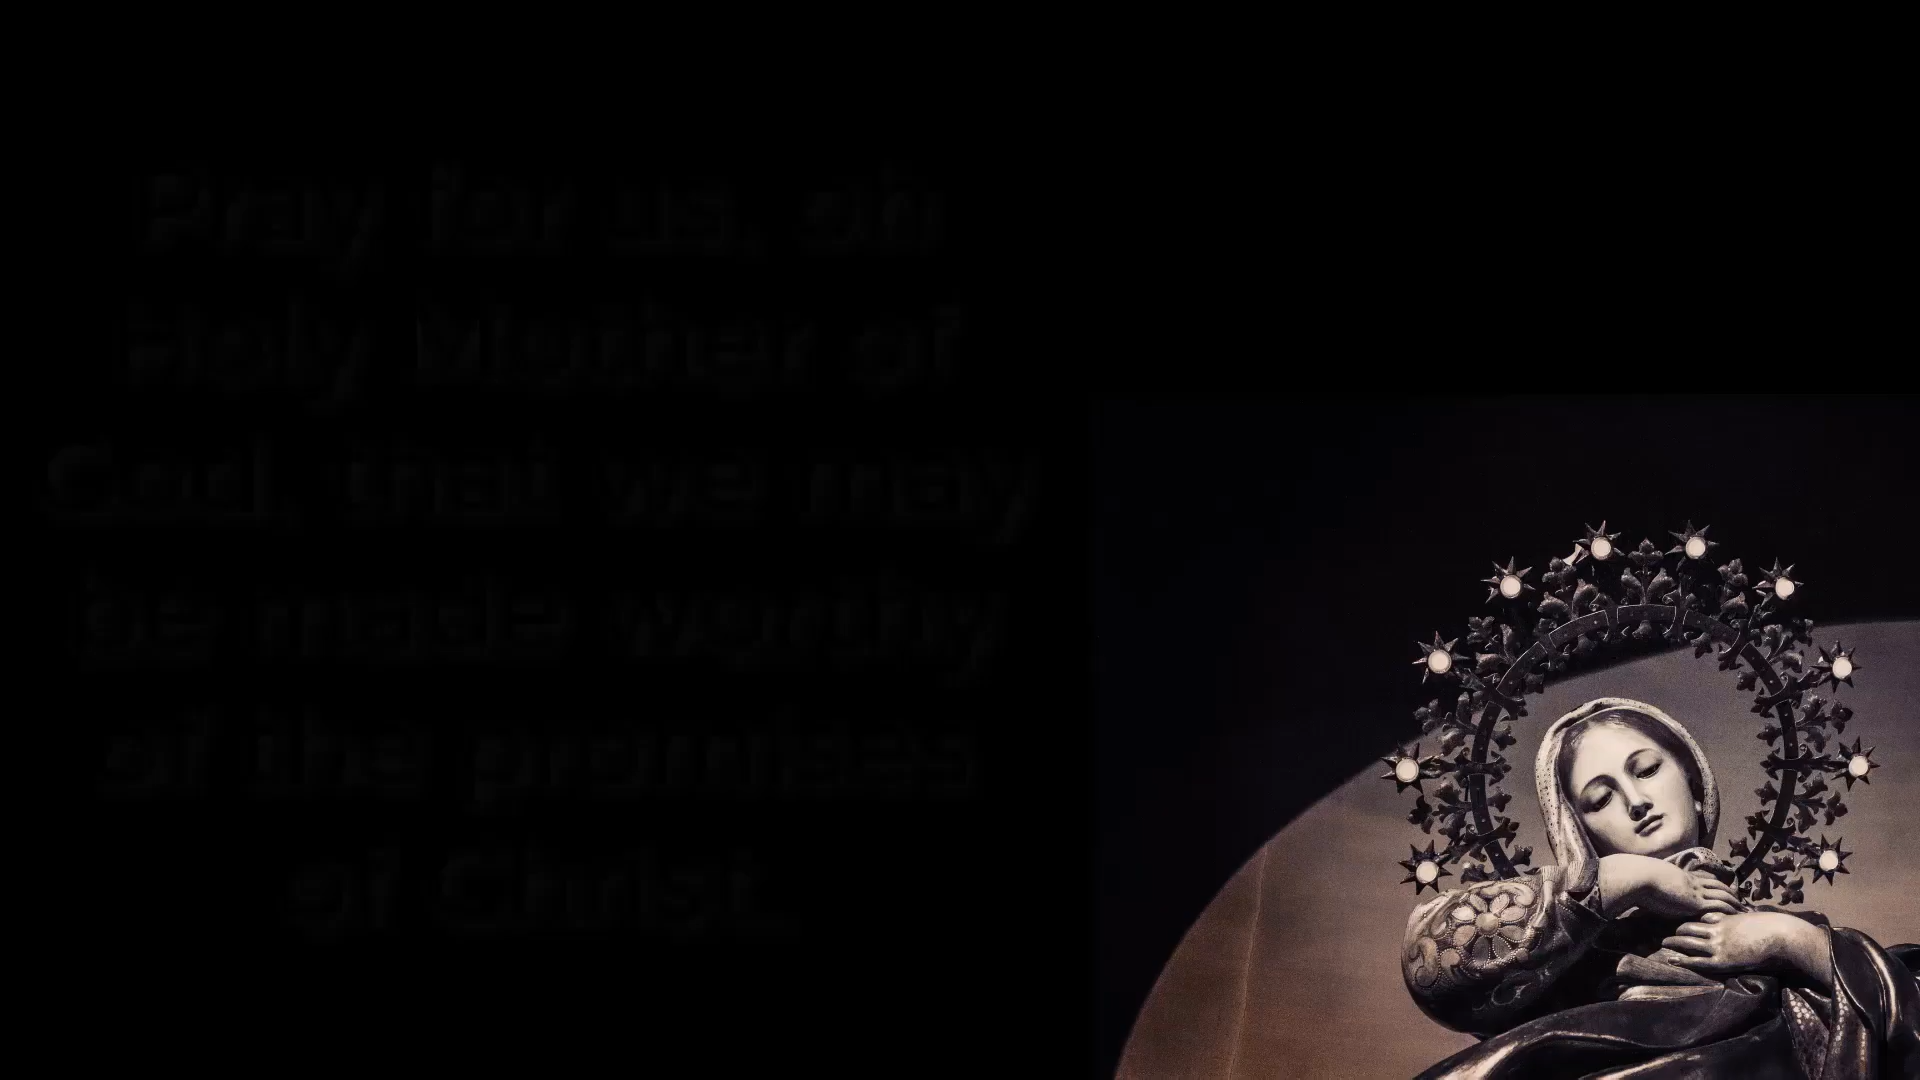 Pray for us, oh
Holy Mother of
God, that we may
be made worthy
of the promises
of Christ.